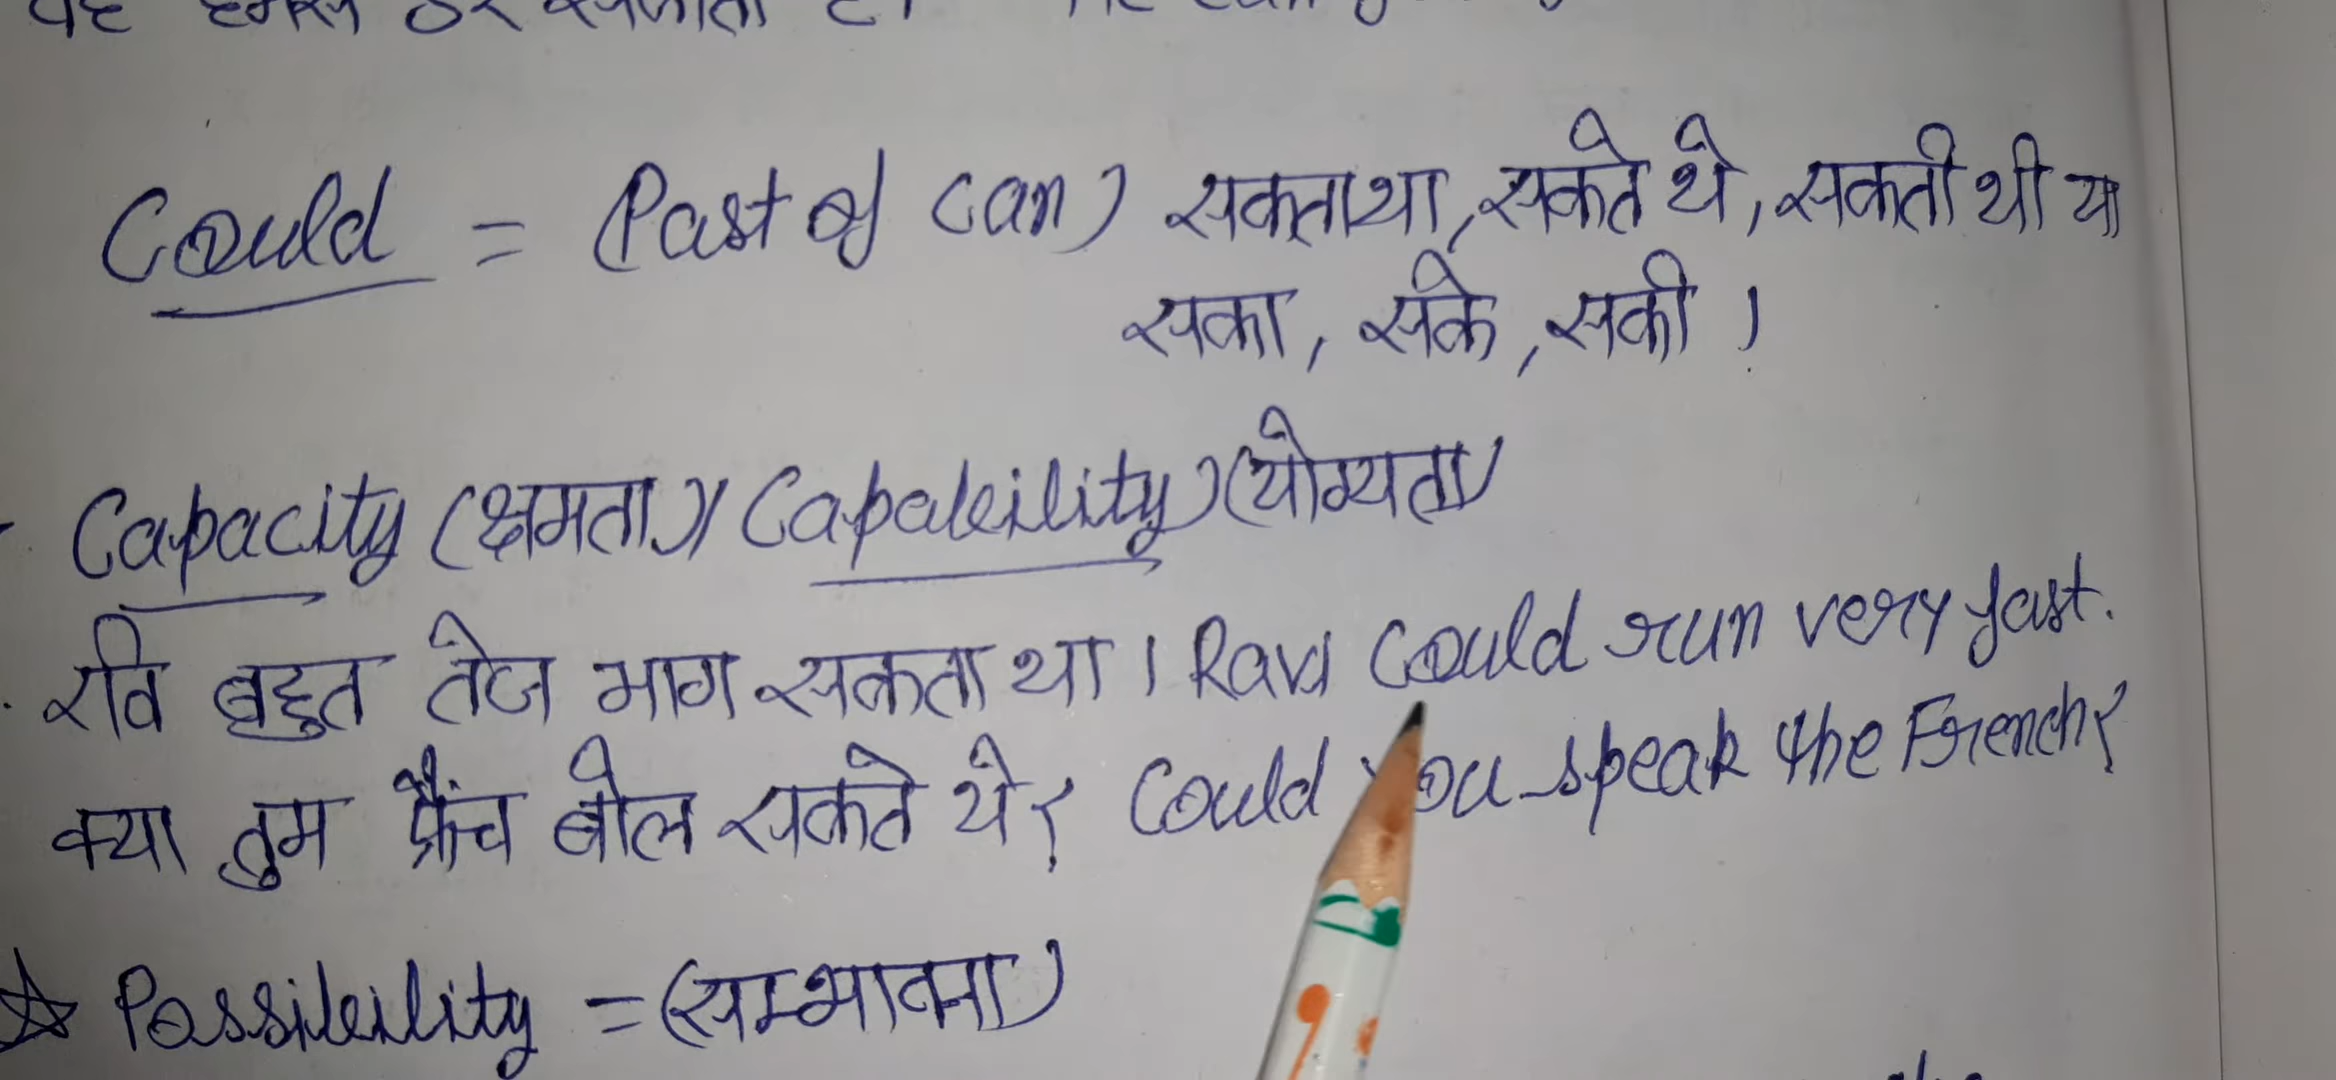 Could = (Past of can) सकता था, सकते थे, सकती थी या
सका, सके, सकी ।
Capacity (क्षमता)/ Capability) (योग्यता)
रवि बहुत तेज भाग सकता था । Ravi Could run very fast.
क्या तुम फ्रैंच बोल सकते थे? Could you speak the French?
Possibility = (सम्भावना)